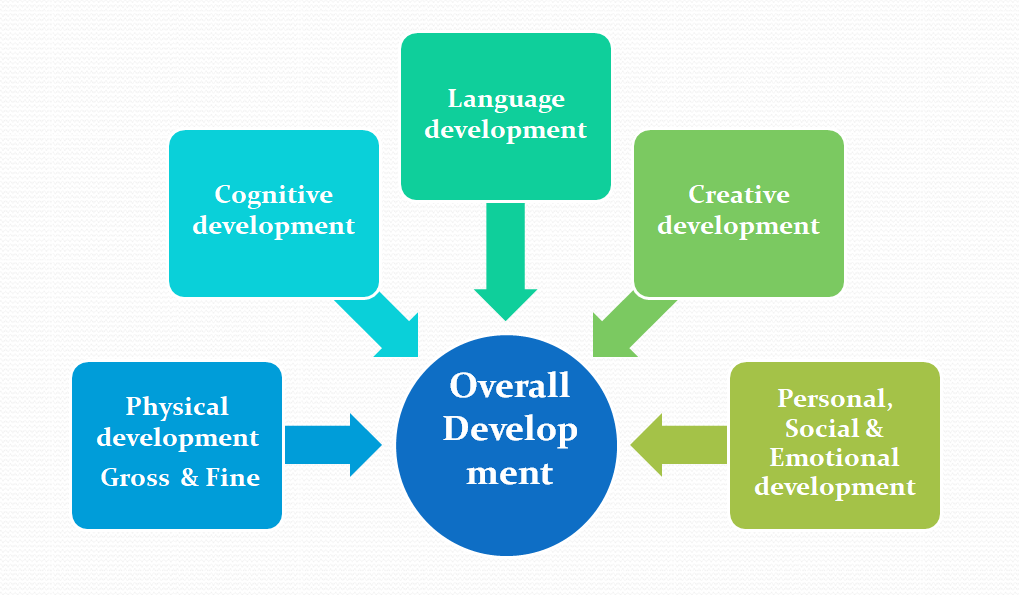 Language
development
Cognitive
development
Creative
development
Physical
development
Gross & Fine
Overall
Develop
ment
Personal,
Social &
Emotional
development